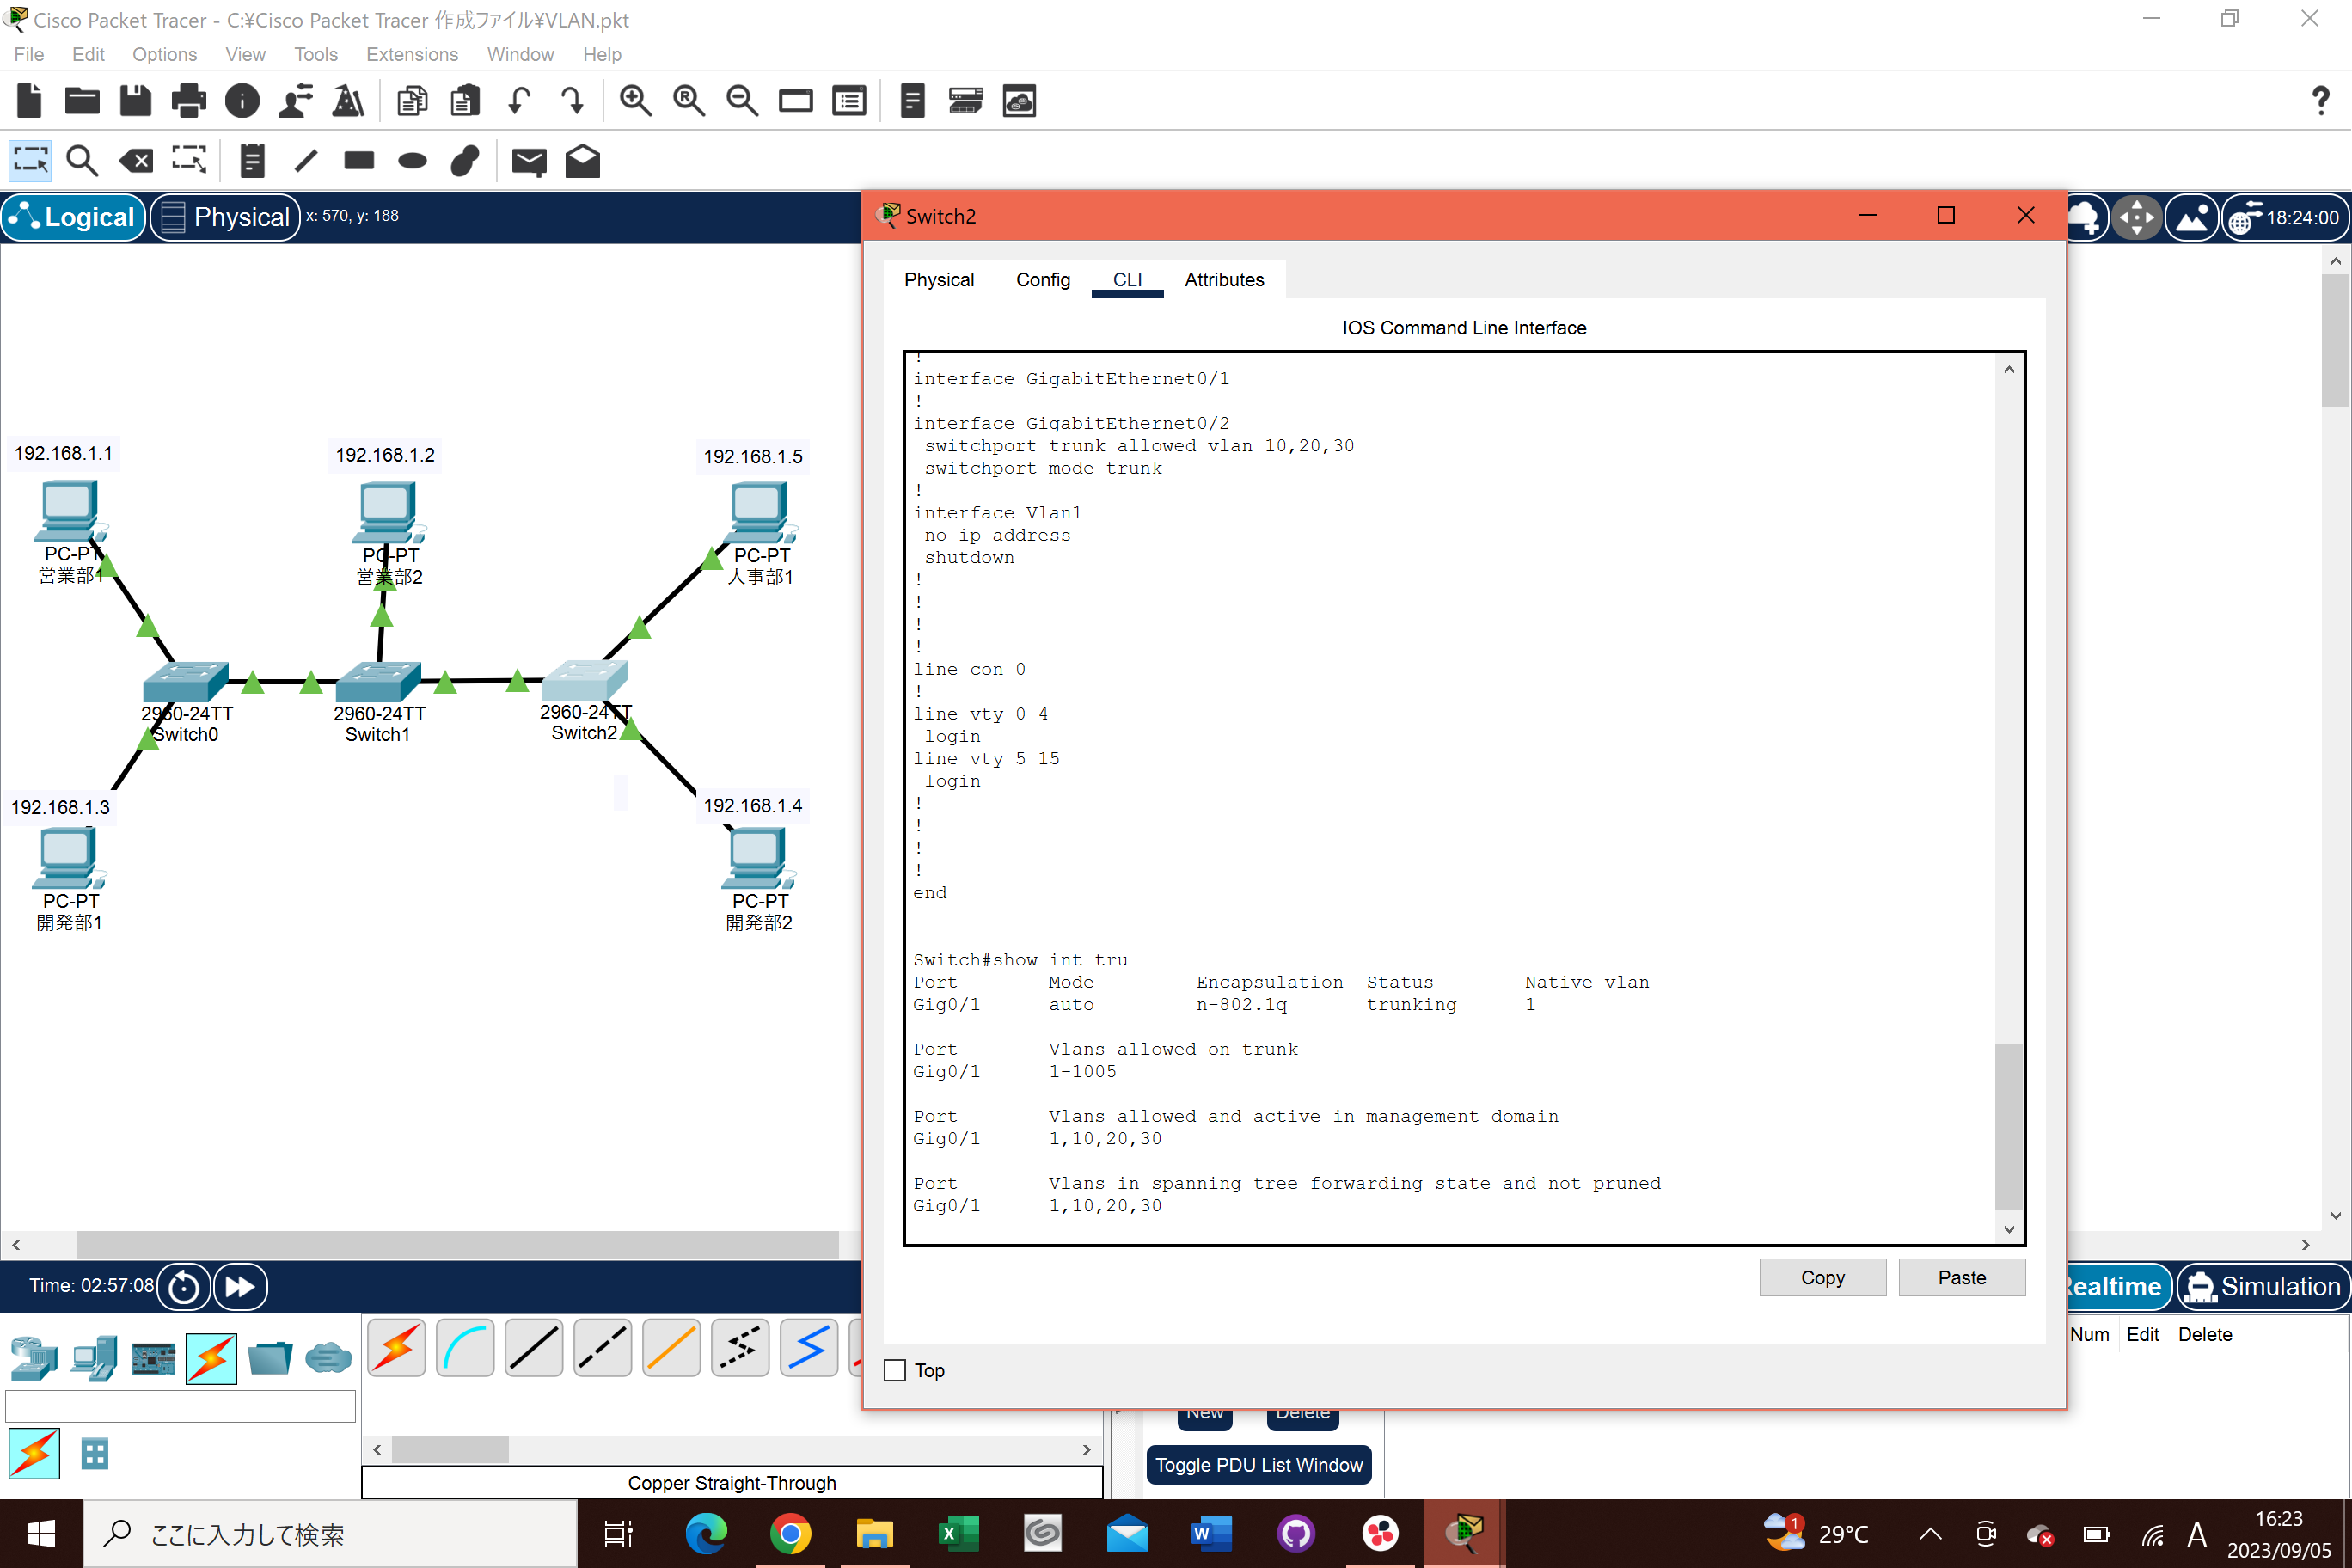 Cisco Packet Tracer - C:¥Cisco Packet Tracer 作成ファイル¥VLAN.pkt
File Edit Options View Tools Extensions Window Help
Logical Physical x: 570, y: 188
18:24:00
192.168.1.1
192.168.1.2
192.168.1.5
PC-PT
営業部1
PC-PT
営業部2
PC-PT
人事部1
2960-24TT
Switch0
2960-24TT
Switch1
2960-24TT
Switch2
192.168.1.3
192.168.1.4
PC-PT
開発部1
PC-PT
開発部2
Switch2
Physical Config CLI Attributes
IOS Command Line Interface
!
interface GigabitEthernet0/1
!
interface GigabitEthernet0/2
switchport trunk allowed vlan 10,20,30
switchport mode trunk
!
interface Vlan1
no ip address
shutdown
!
!
!
!
line con 0
!
line vty 0 4
login
line vty 5 15
login
!
!
!
!
end
Switch#show int tru
Port Mode Encapsulation Status Native vlan
Gig0/1 auto n-802.1q trunking 1
Port Vlans allowed on trunk
Gig0/1 1-1005
Port Vlans allowed and active in management domain
Gig0/1 1,10,20,30
Port Vlans in spanning tree forwarding state and not pruned
Gig0/1 1,10,20,30
Copy Paste
Top
Time: 02:57:08
Realtime Simulation
Num Edit Delete
New Delete
Toggle PDU List Window
Copper Straight-Through
ここに入力して検索
1
29°C
A
16:23
2023/09/05